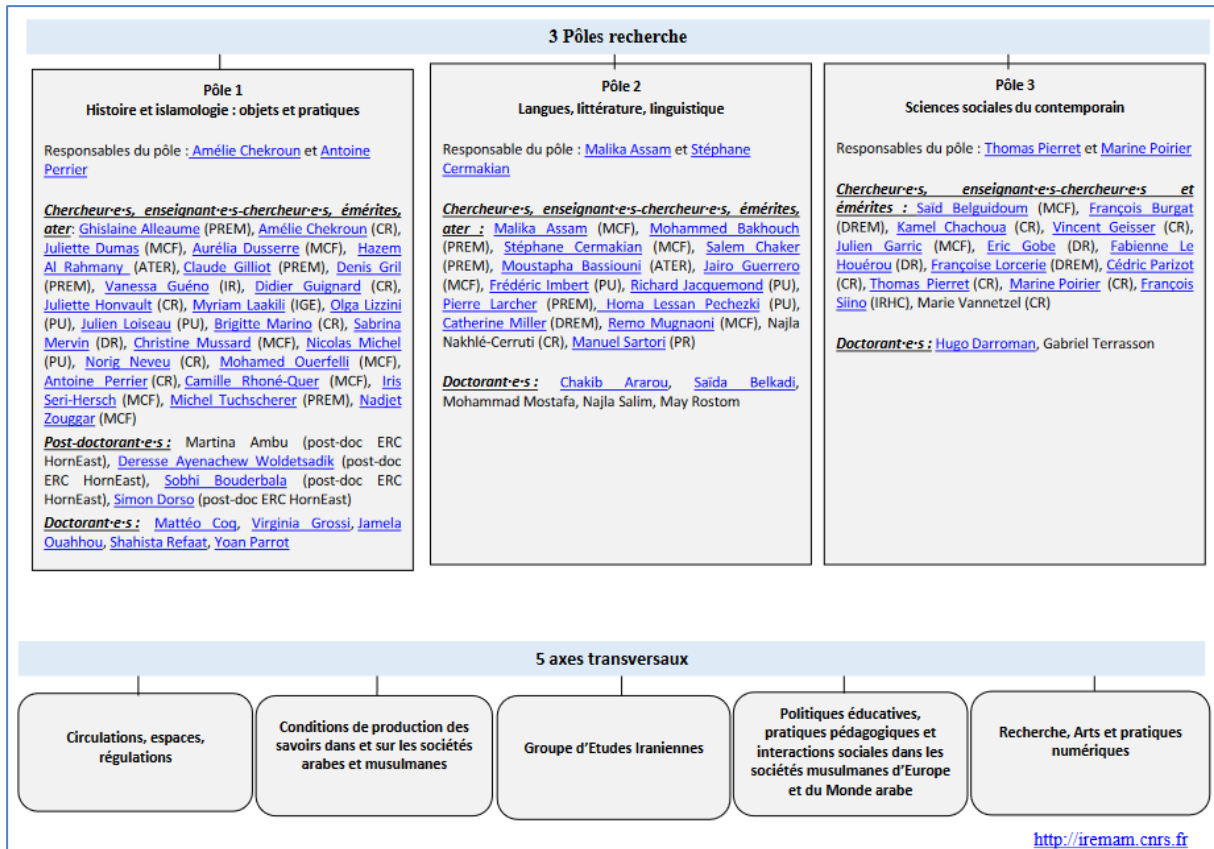 3 Pôles recherche
Pôle 1
Histoire et islamologie : objets et pratiques
Responsables du pôle : Amélie Chekroun et Antoine
Perrier
Chercheur·e·s, enseignant·e·s-chercheur·e·s, émérites,
ater: Ghislaine Alleaume (PREM), Amélie Chekroun (CR),
Juliette Dumas (MCF), Aurélia Dusserre (MCF), Hazem
Al Rahmany (ATER), Claude Gilliot (PREM), Denis Gril
(PREM), Vanessa Guéno (IR), Didier Guignard (CR),
Juliette Honvault (CR), Myriam Laakili (IGE), Olga Lizzini
(PU), Julien Loiseau (PU), Brigitte Marino (CR), Sabrina
Mervin (DR), Christine Mussard (MCF), Nicolas Michel
(PU), Norig Neveu (CR), Mohamed Ouerfelli (MCF),
Antoine Perrier (CR), Camille Rhoné-Quer (MCF), Iris
Seri-Hersch (MCF), Michel Tuchscherer (PREM), Nadjet
Zouggar (MCF)
Post-doctorant·e·s : Martina Ambu (post-doc ERC
HornEast), Deresse Ayenachew Woldetsadik (post-doc
ERC HornEast), Sobhi Bouderbala (post-doc ERC
HornEast), Simon Dorso (post-doc ERC HornEast)
Doctorant·e·s : Mattéo Coq, Virginia Grossi, Jamela
Ouahhou, Shahista Refaat, Yoan Parrot
Pôle 2
Langues, littérature, linguistique
Responsable du pôle : Malika Assam et Stéphane
Cermakian
Chercheur·e·s, enseignant·e·s-chercheur·e·s, émérites,
ater : Malika Assam (MCF), Mohammed Bakhouch
(PREM), Stéphane Cermakian (MCF), Salem Chaker
(PREM), Moustapha Bassiouni (ATER), Jairo Guerrero
(MCF), Frédéric Imbert (PU), Richard Jacquemond (PU),
Pierre Larcher (PREM), Homa Lessan Pechezki (PU),
Catherine Miller (DREM), Remo Mugnaoni (MCF), Najla
Nakhlé-Cerruti (CR), Manuel Sartori (PR)
Doctorant·e·s : Chakib Ararou, Saïda Belkadi,
Mohammad Mostafa, Najla Salim, May Rostom
Pôle 3
Sciences sociales du contemporain
Responsables du pôle : Thomas Pierret et Marine Poirier
Chercheur·e·s, enseignant·e·s-chercheur·e·s et
émérites : Saïd Belguidoum (MCF), François Burgat
(DREM), Kamel Chachoua (CR), Vincent Geisser (CR),
Julien Garric (MCF), Eric Gobe (DR), Fabienne Le
Houérou (DR), Françoise Lorcerie (DREM), Cédric Parizot
(CR), Thomas Pierret (CR), Marine Poirier (CR), François
Siino (IRHC), Marie Vannetzel (CR)
Doctorant·e·s : Hugo Darroman, Gabriel Terrasson
5 axes transversaux
Circulations, espaces,
régulations
Conditions de production des
savoirs dans et sur les sociétés
arabes et musulmanes
Groupe d'Etudes Iraniennes
Politiques éducatives,
pratiques pédagogiques et
interactions sociales dans les
sociétés musulmanes d'Europe
et du Monde arabe
Recherche, Arts et pratiques
numériques
http://iremam.cnrs.fr